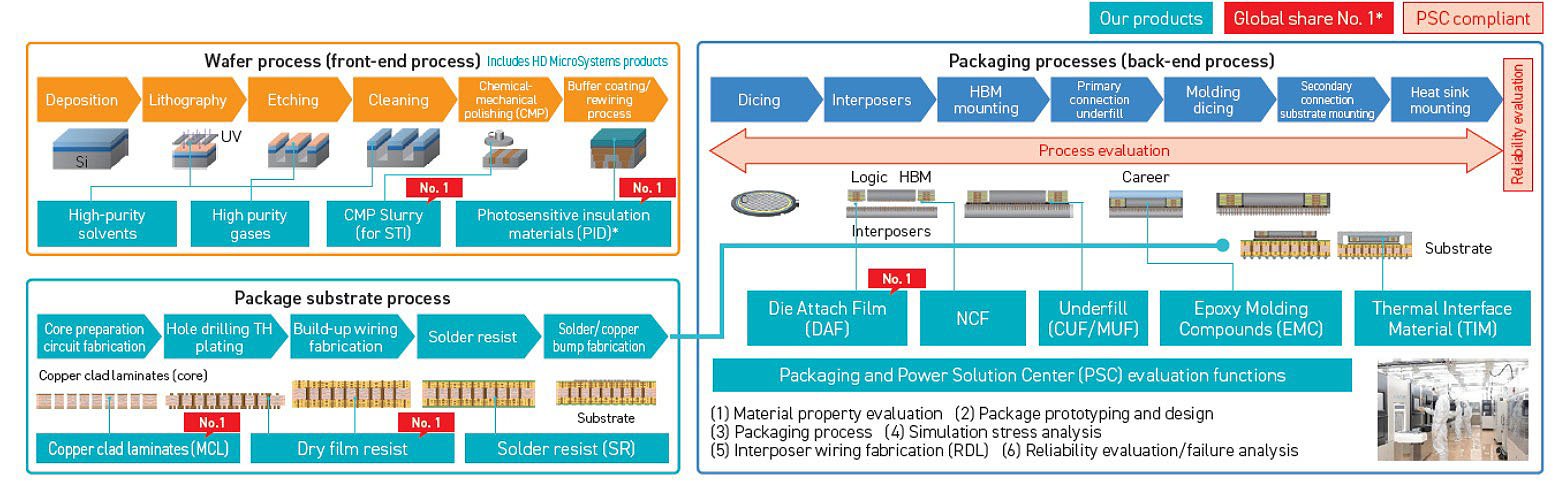 Our products
Global share No. 1*
PSC compliant
Wafer process (front-end process) Includes HD MicroSystems products
Deposition
Lithography
Etching
Cleaning
Chemical-
mechanical
polishing (CMP)
Buffer coating/
rewiring
process
Si
UV
No. 1
No. 1
High-purity
solvents
High purity
gases
CMP Slurry
(for STI)
Photosensitive insulation
materials (PID)*
Package substrate process
Core preparation
circuit fabrication
Hole drilling TH
plating
Build-up wiring
fabrication
Solder resist
Solder/copper
bump fabrication
Copper clad laminates (core)
Substrate
No.1
No. 1
Copper clad laminates (MCL)
Dry film resist
Solder resist (SR)
Packaging processes (back-end process)
Dicing
Interposers
HBM
mounting
Primary
connection
underfill
Molding
dicing
Secondary
connection
substrate mounting
Heat sink
mounting
Reliability evaluation
Process evaluation
Logic HBM
Career
Interposers
Substrate
No. 1
Die Attach Film
(DAF)
NCF
Underfill
(CUF/MUF)
Epoxy Molding
Compounds (EMC)
Thermal Interface
Material (TIM)
Packaging and Power Solution Center (PSC) evaluation functions
(1) Material property evaluation (2) Package prototyping and design
(3) Packaging process (4) Simulation stress analysis
(5) Interposer wiring fabrication (RDL) (6) Reliability evaluation/failure analysis